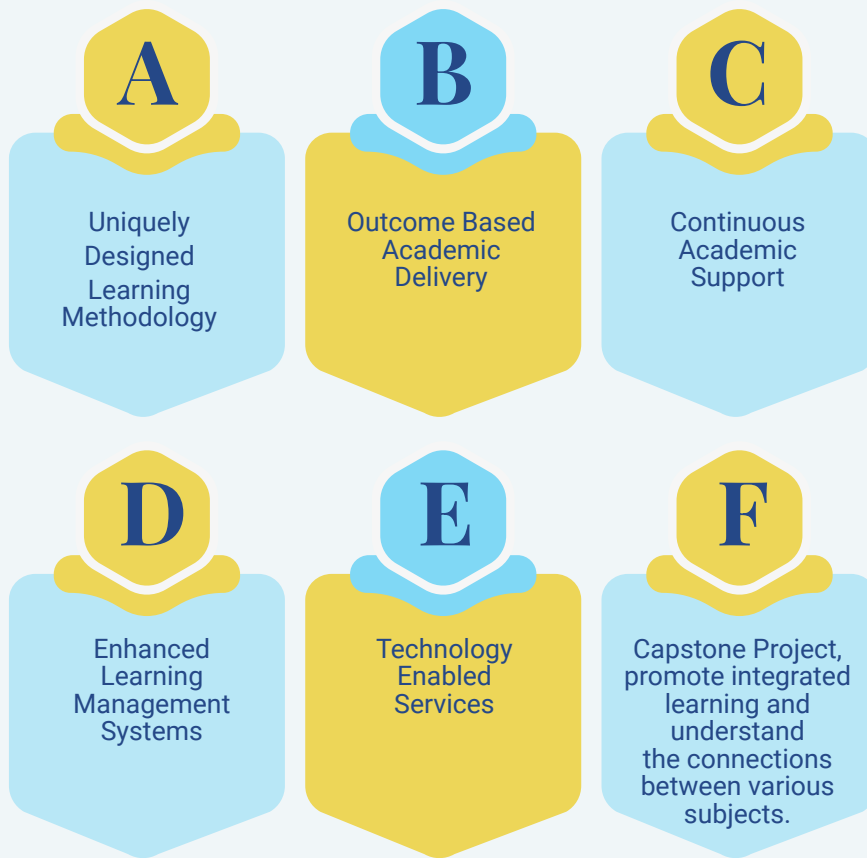 A
Uniquely
Designed
Learning
Methodology
B
Outcome Based
Academic
Delivery
C
Continuous
Academic
Support
D
Enhanced
Learning
Management
Systems
E
Technology
Enabled
Services
F
Capstone Project,
promote integrated
learning and
understand
the connections
between various
subjects.